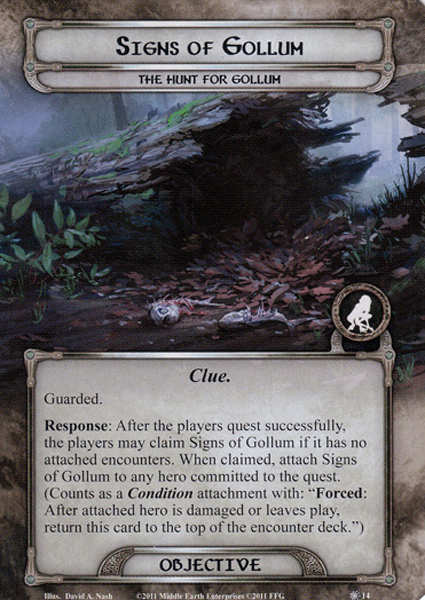 Signs of Gollum
The Hunt for Gollum
Clue.
Guarded.
Response: After the players quest successfully,
the players may claim Signs of Gollum if it has no
attached encounters. When claimed, attach Signs
of Gollum to any hero committed to the quest.
(Counts as a Condition attachment with: “Forced:
After attached hero is damaged or leaves play,
return this card to the top of the encounter deck.”)
Objective
Illus. David A. Nash ©2011 Middle Earth Enterprises ©2011 FFG 14